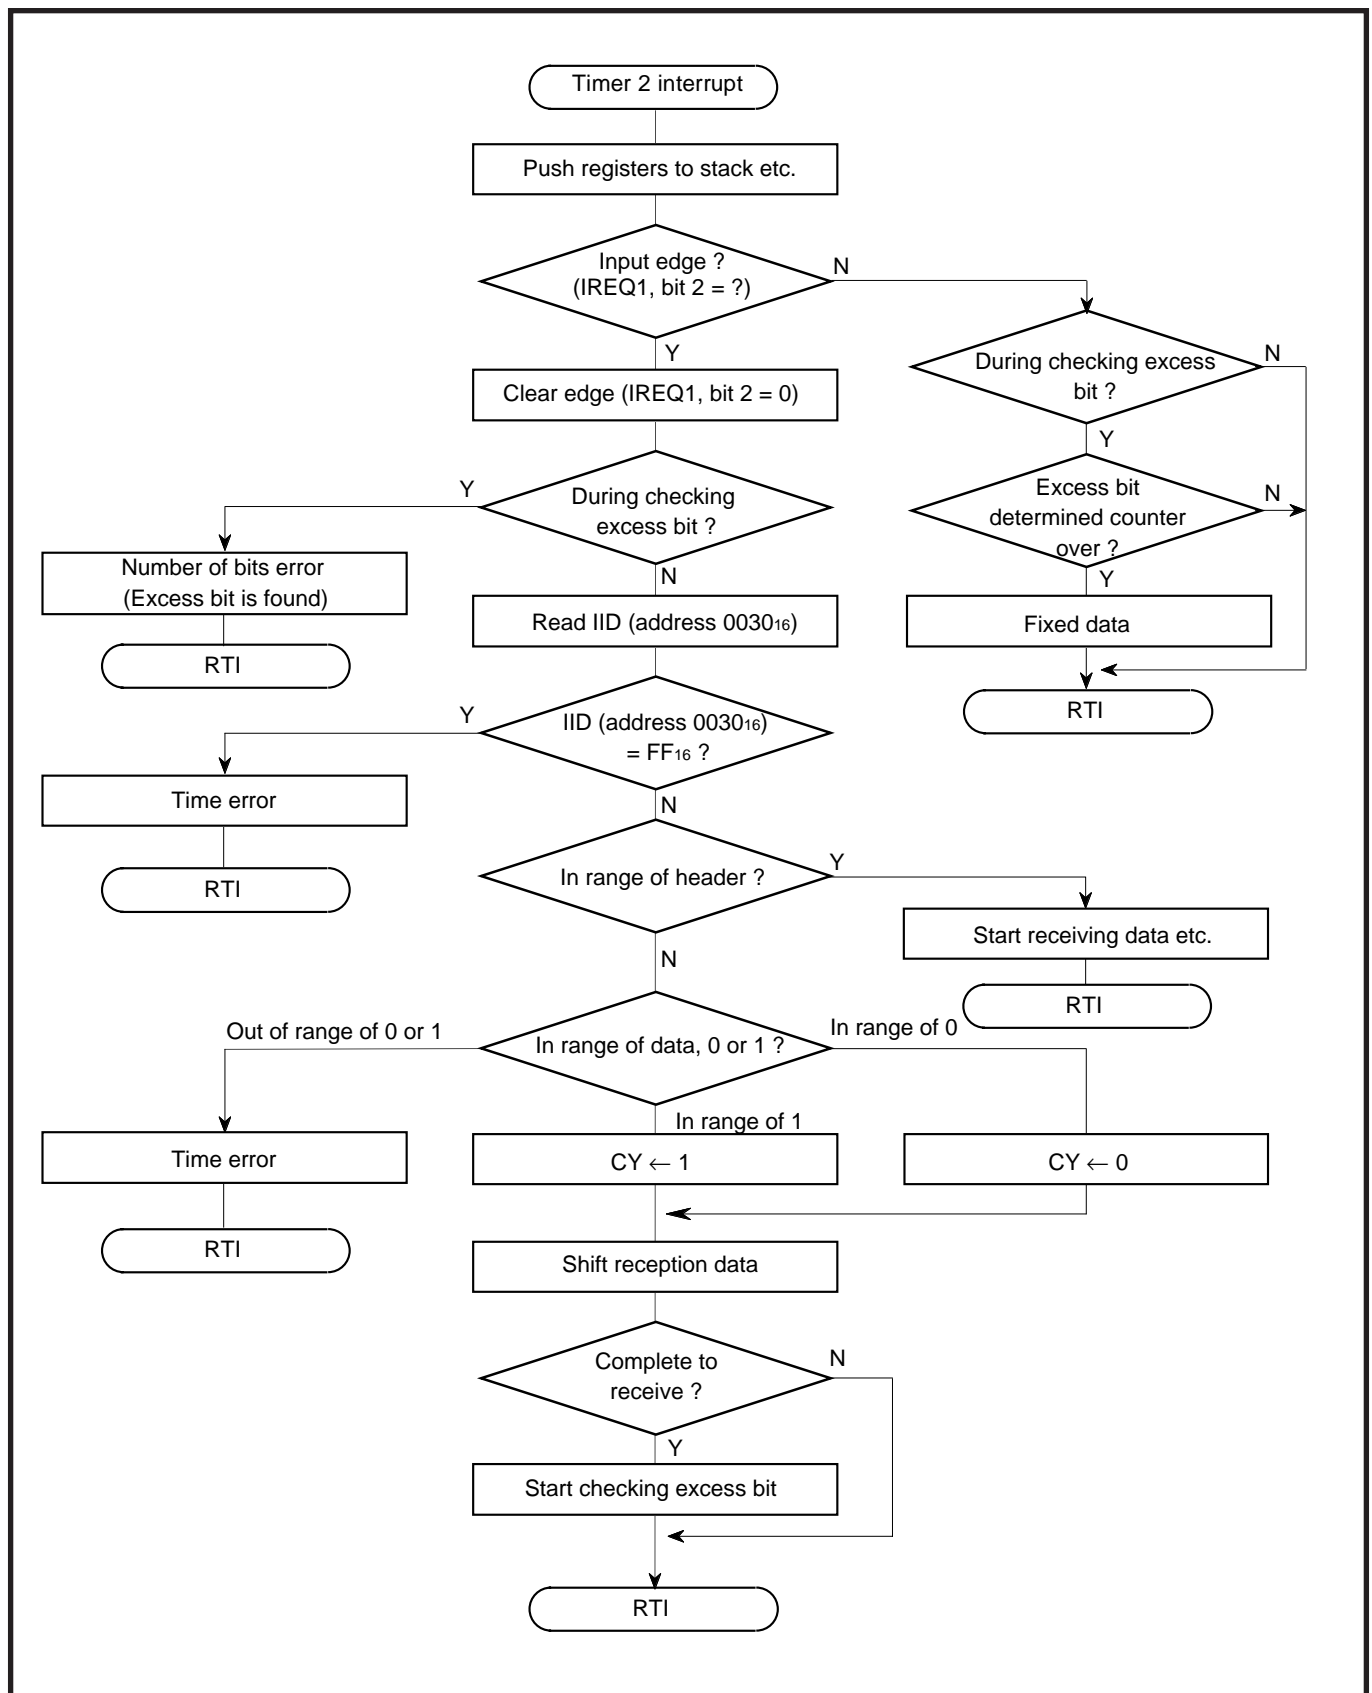 Timer 2 interrupt
Push registers to stack etc.
Input edge ?
(IREQ1, bit 2 = ?)
N
Y
During checking excess
bit ?
N
Clear edge (IREQ1, bit 2 = 0)
Y
During checking
excess bit ?
Y
Excess bit
determined counter
over ?
N
Number of bits error
(Excess bit is found)
N
Y
Read IID (address 003016)
Fixed data
RTI
RTI
Y
IID (address 003016)
= FF16 ?
Time error
N
RTI
In range of header ?
Y
Start receiving data etc.
N
RTI
Out of range of 0 or 1
In range of data, 0 or 1 ?
In range of 0
In range of 1
Time error
CY ← 1
CY ← 0
RTI
Shift reception data
Complete to
receive ?
N
Y
Start checking excess bit
RTI